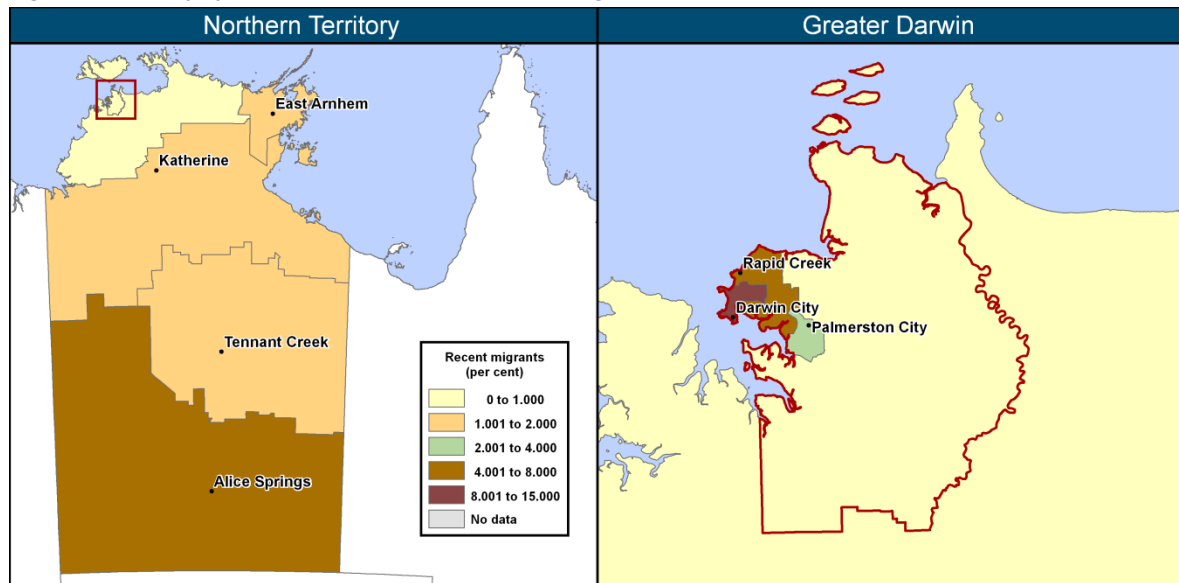 Northern Territory
Greater Darwin
East Arnhem
Katherine
Tennant Creek
Alice Springs
Recent migrants
(per cent)
0 to 1.000
1.001 to 2.000
2.001 to 4.000
4.001 to 8.000
8.001 to 15.000
No data
Rapid Creek
Darwin City
Palmerston City